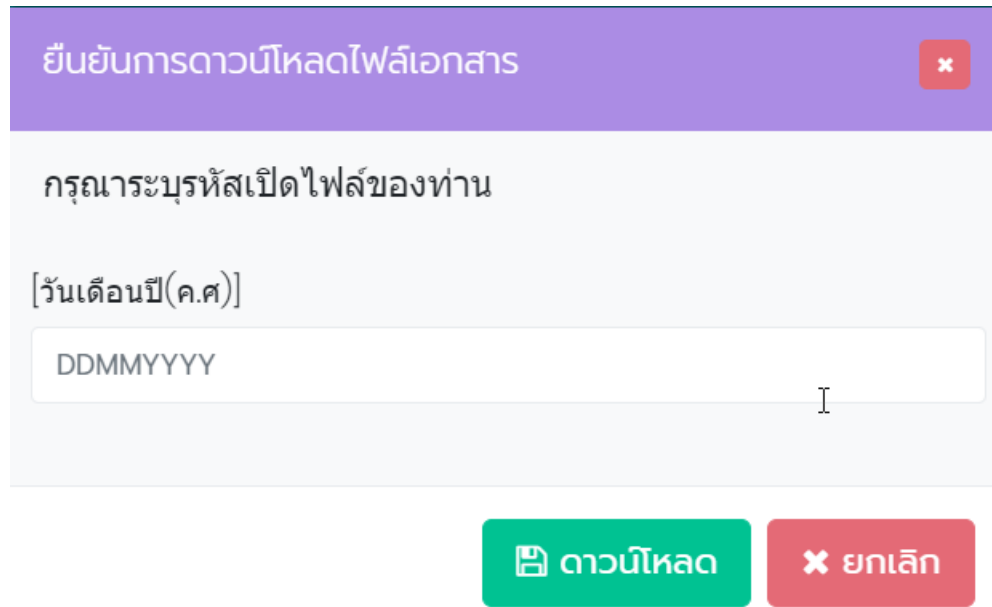 ยืนยันการดาวน์โหลดไฟล์เอกสาร
กรุณาระบุรหัสเปิดไฟล์ของท่าน
[วันเดือนปี(ค.ศ)]
DDMMYYYY
ดาวน์โหลด ยกเลิก